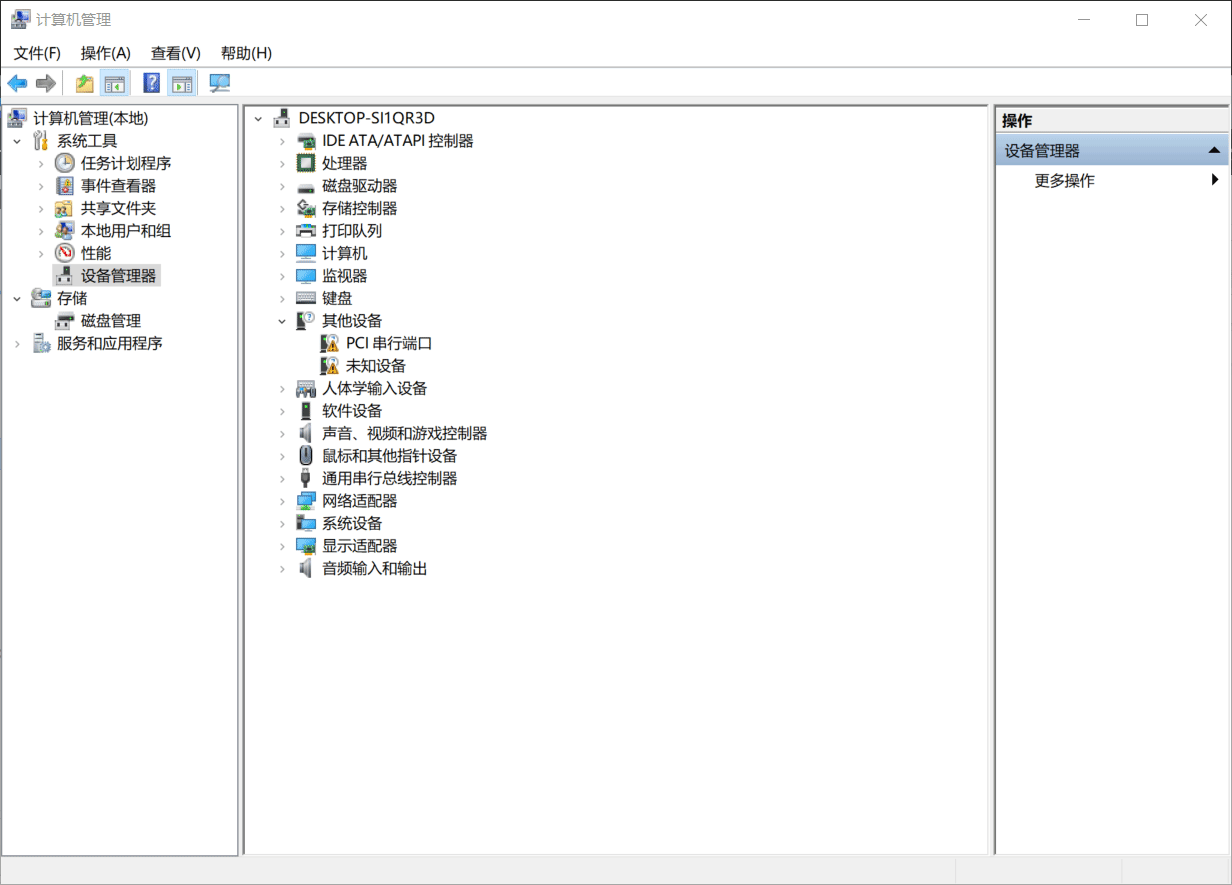 计算机管理
文件(F) 操作(A) 查看(V) 帮助(H)
计算机管理(本地)
系统工具
任务计划程序
事件查看器
共享文件夹
本地用户和组
性能
设备管理器
存储
磁盘管理
服务和应用程序
DESKTOP-SI1QR3D
IDE ATA/ATAPI 控制器
处理器
磁盘驱动器
存储控制器
打印队列
计算机
监视器
键盘
其他设备
PCI 串行端口
未知设备
人体学输入设备
软件设备
声音、视频和游戏控制器
鼠标和其他指针设备
通用串行总线控制器
网络适配器
系统设备
显示适配器
音频输入和输出
操作
设备管理器
更多操作